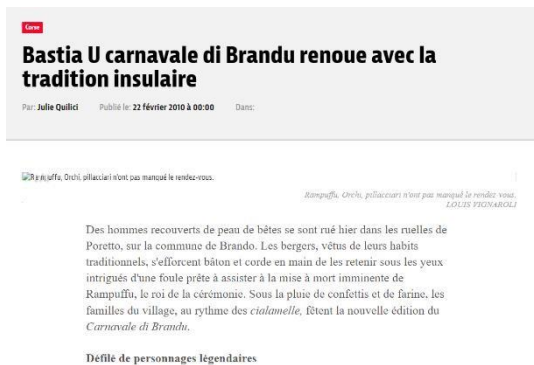 Corse
Bastia U carnavale di Brandu renoue avec la
tradition insulaire
Par: Julie Quilici Publié le: 22 février 2010 à 00:00 Dans:
Rampuffu, Orchi, pillacciari n'ont pas manqué le rendez-vous.
Rampuffu, Orchi, pillacciari n'ont pas manqué le rendez-vous.
LOUIS VIGNAROLI
Des hommes recouverts de peau de bêtes se sont rué hier dans les ruelles de
Poretto, sur la commune de Brando. Les bergers, vêtus de leurs habits
traditionnels, s'efforcent bâton et corde en main de les retenir sous les yeux
intrigués d'une foule prête à assister à la mise à mort imminente de
Rampuffu, le roi de la cérémonie. Sous la pluie de confettis et de farine, les
familles du village, au rythme des cialamelle, fêtent la nouvelle édition du
Carnavale di Brandu.
Défilé de personnages légendaires